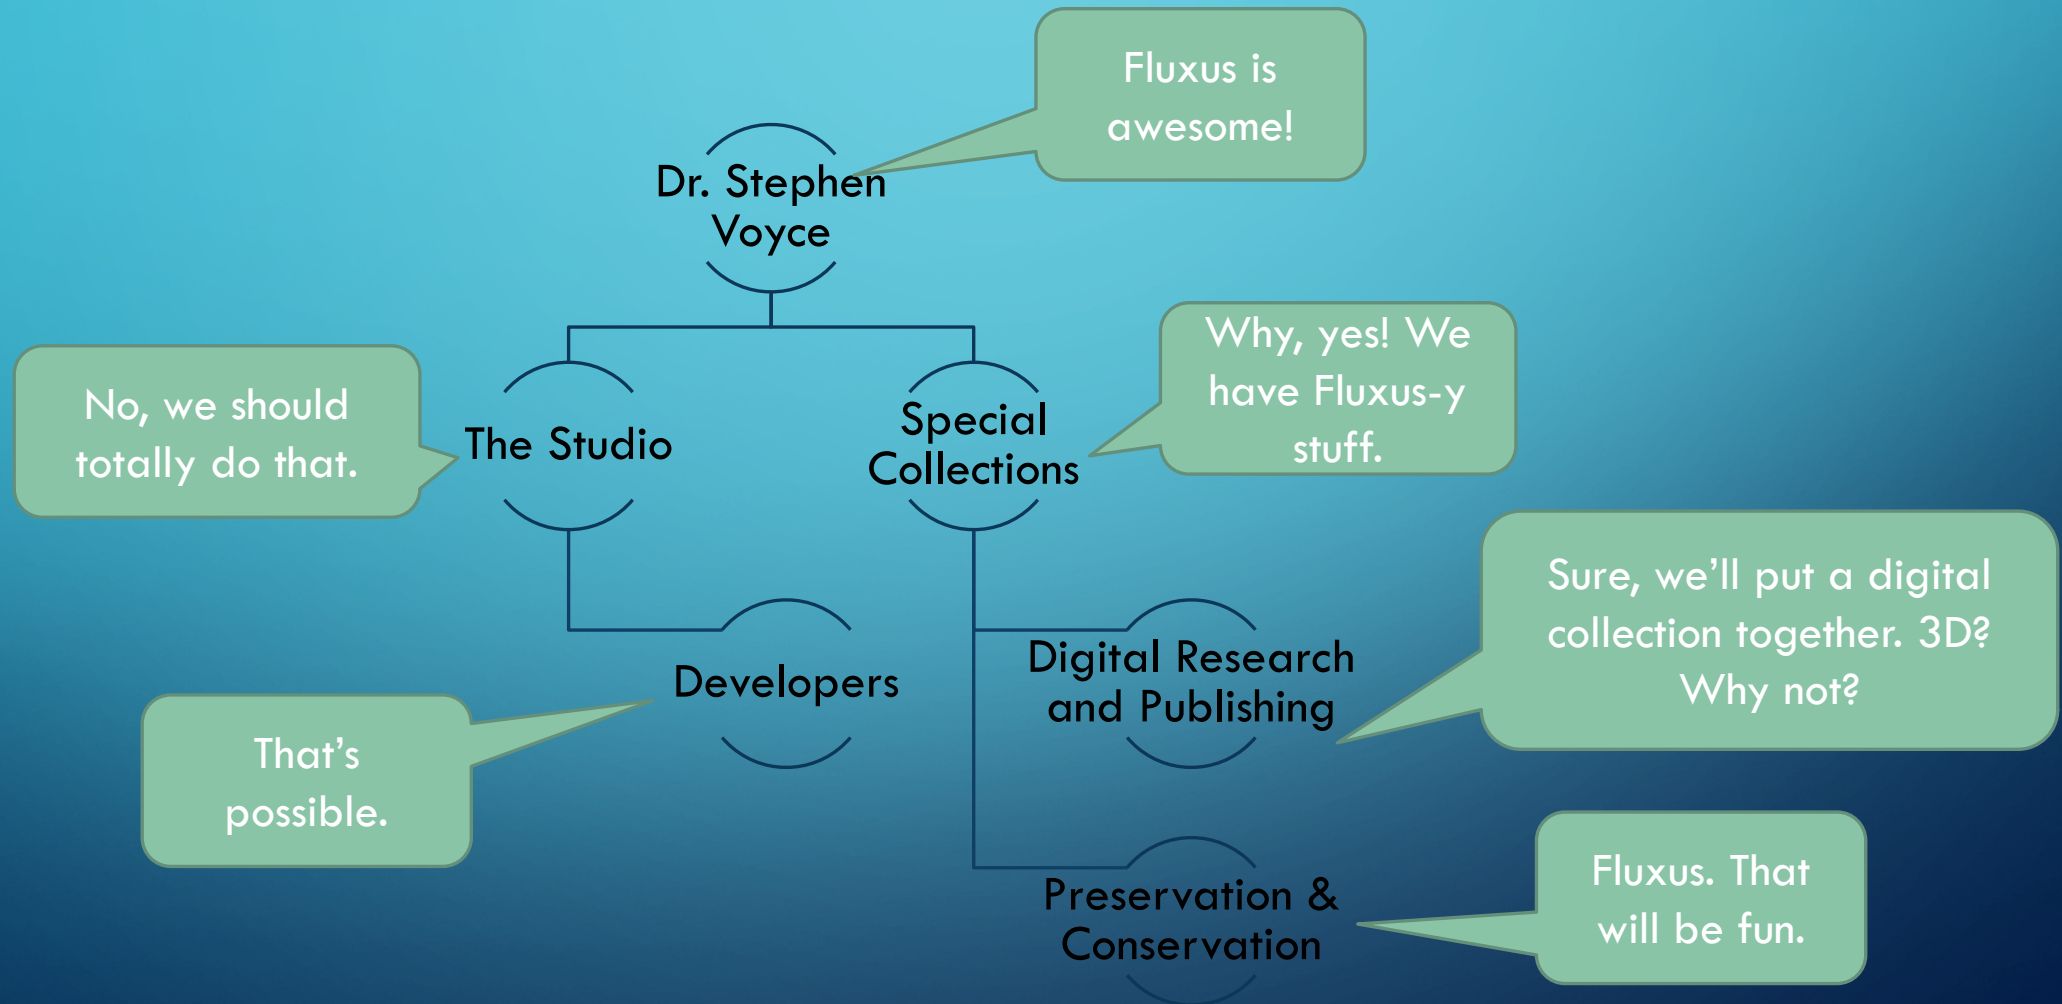 Fluxus is
awesome!
Dr. Stephen
Voyce
Why, yes! We
have Fluxus-y
stuff.
No, we should
totally do that.
The Studio
Special
Collections
Sure, we’ll put a digital
collection together. 3D?
Why not?
Developers
Digital Research
and Publishing
That’s
possible.
Preservation &
Conservation
Fluxus. That
will be fun.